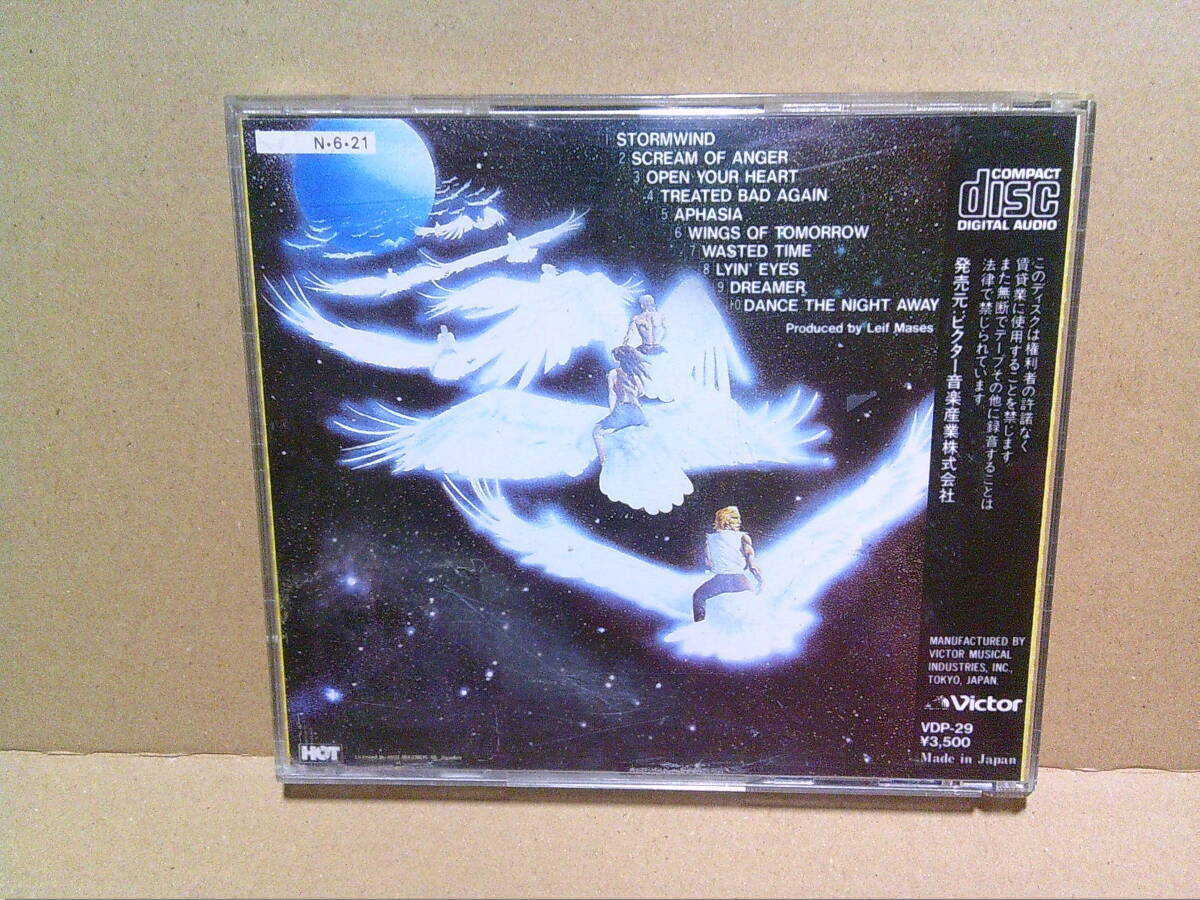 N・6・21
1 STORMWIND
2 SCREAM OF ANGER
3 OPEN YOUR HEART
4 TREATED BAD AGAIN
5 APHASIA
6 WINGS OF TOMORROW
7 WASTED TIME
8 LYIN' EYES
9 DREAMER
10 DANCE THE NIGHT AWAY
Produced by Leif Mases
COMPACT
disc
DIGITAL AUDIO
このディスクは権利者の許諾なく
賃貸業に使用することを禁じます
また無断でテープその他に録音することは
法律で禁じられています
発売元:ビクター音楽産業株式会社
MANUFACTURED BY
VICTOR MUSICAL
INDUSTRIES, INC.,
TOKYO, JAPAN.
Victor
VDP-29
¥3,500
Made in Japan
HOT